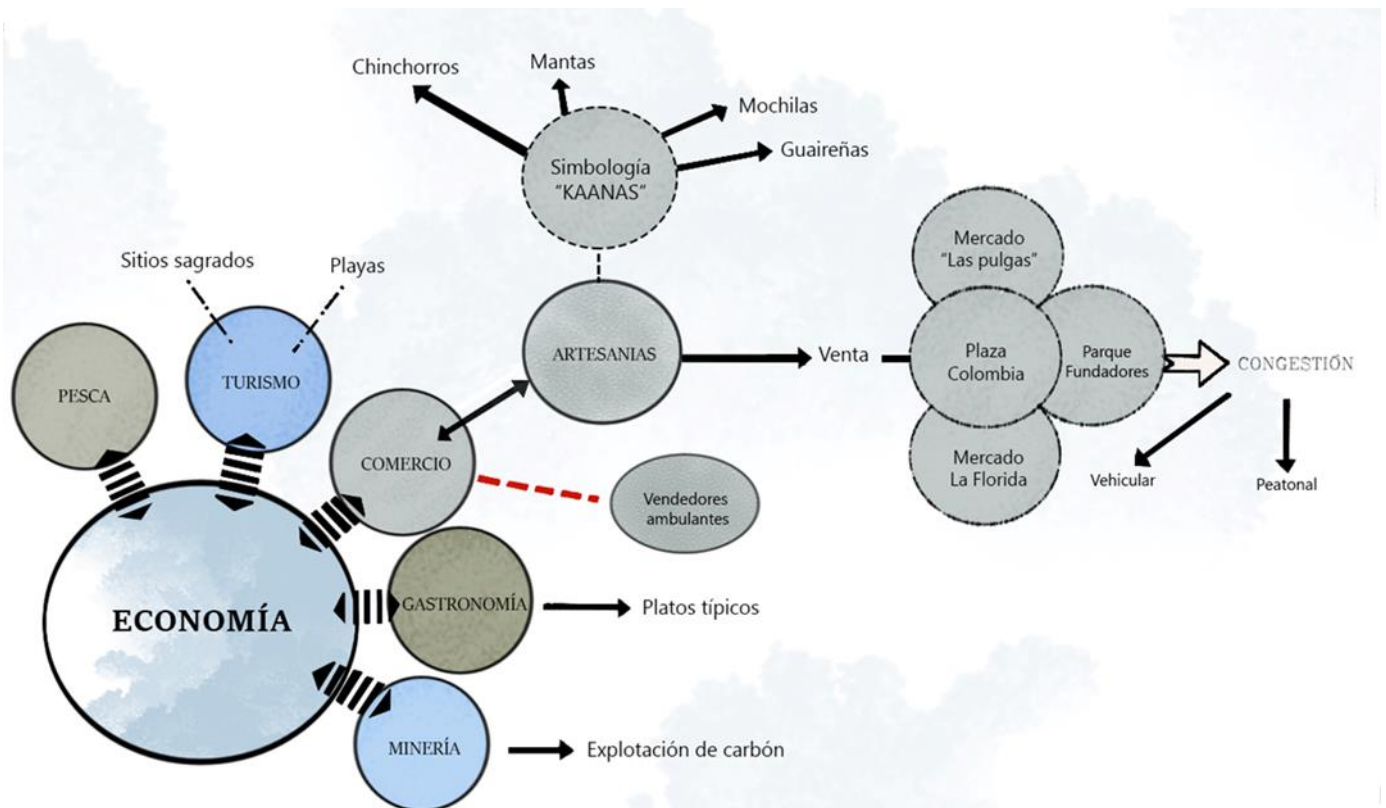 Chinchorros
Mantas
Mochilas
Guaireñas
Simbología
"KAANAS"
Sitios sagrados
Playas
Mercado
"Las pulgas"
PESCA
TURISMO
ARTESANIAS
Venta
Plaza
Colombia
Parque
Fundadores
CONGESTIÓN
COMERCIO
Mercado
La Florida
Vehicular
Peatonal
Vendedores
ambulantes
ECONOMÍA
GASTRONOMÍA
Platos típicos
MINERÍA
Explotación de carbón